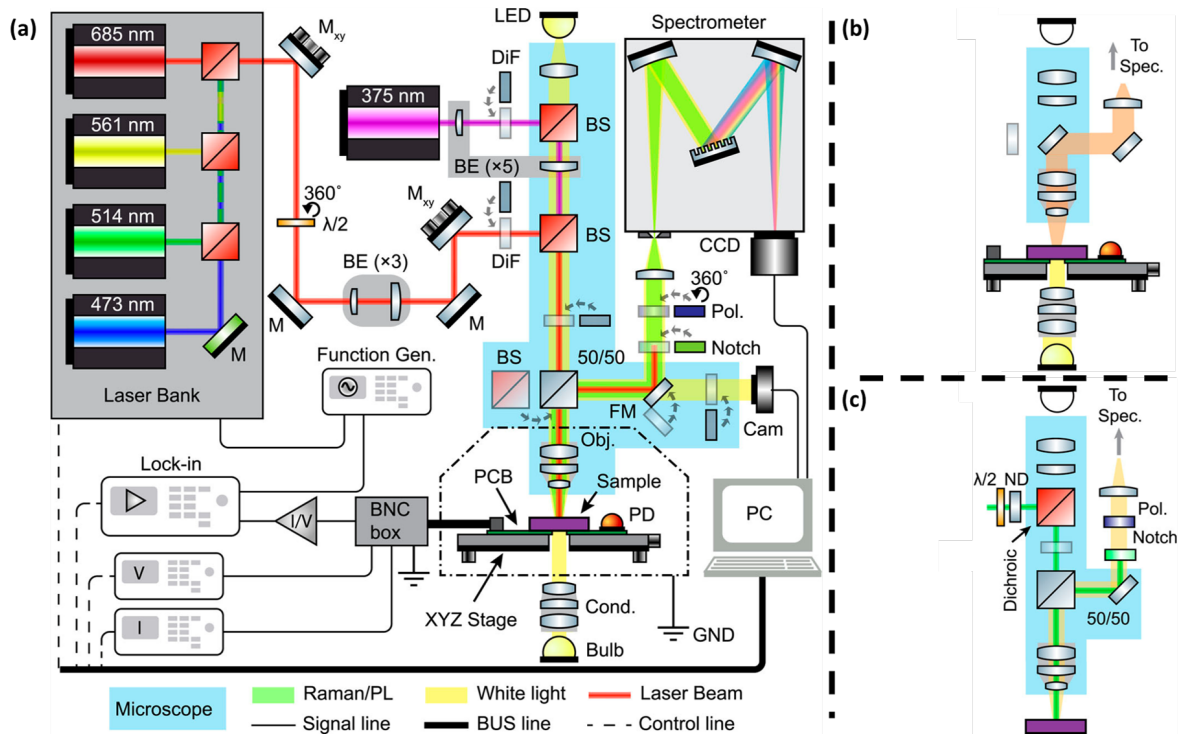 (a)
685 nm
561 nm
514 nm
473 nm
M
Laser Bank
Mxy
360°
λ/2
M
BE (×3)
M
Mxy
375 nm
BE (×5)
DiF
DiF
LED
BS
BS
Spectrometer
CCD
360°
Pol.
Notch
BS
50/50
FM
Cam
Obj.
Function Gen.
Lock-in
I/V
BNC
box
V
I
PCB
Sample
PD
XYZ Stage
Cond.
Bulb
GND
PC
Microscope
Raman/PL
White light
Laser Beam
Signal line
BUS line
Control line
(b)
To
Spec.
(c)
To
Spec.
λ/2
ND
Pol.
Notch
Dichroic
50/50